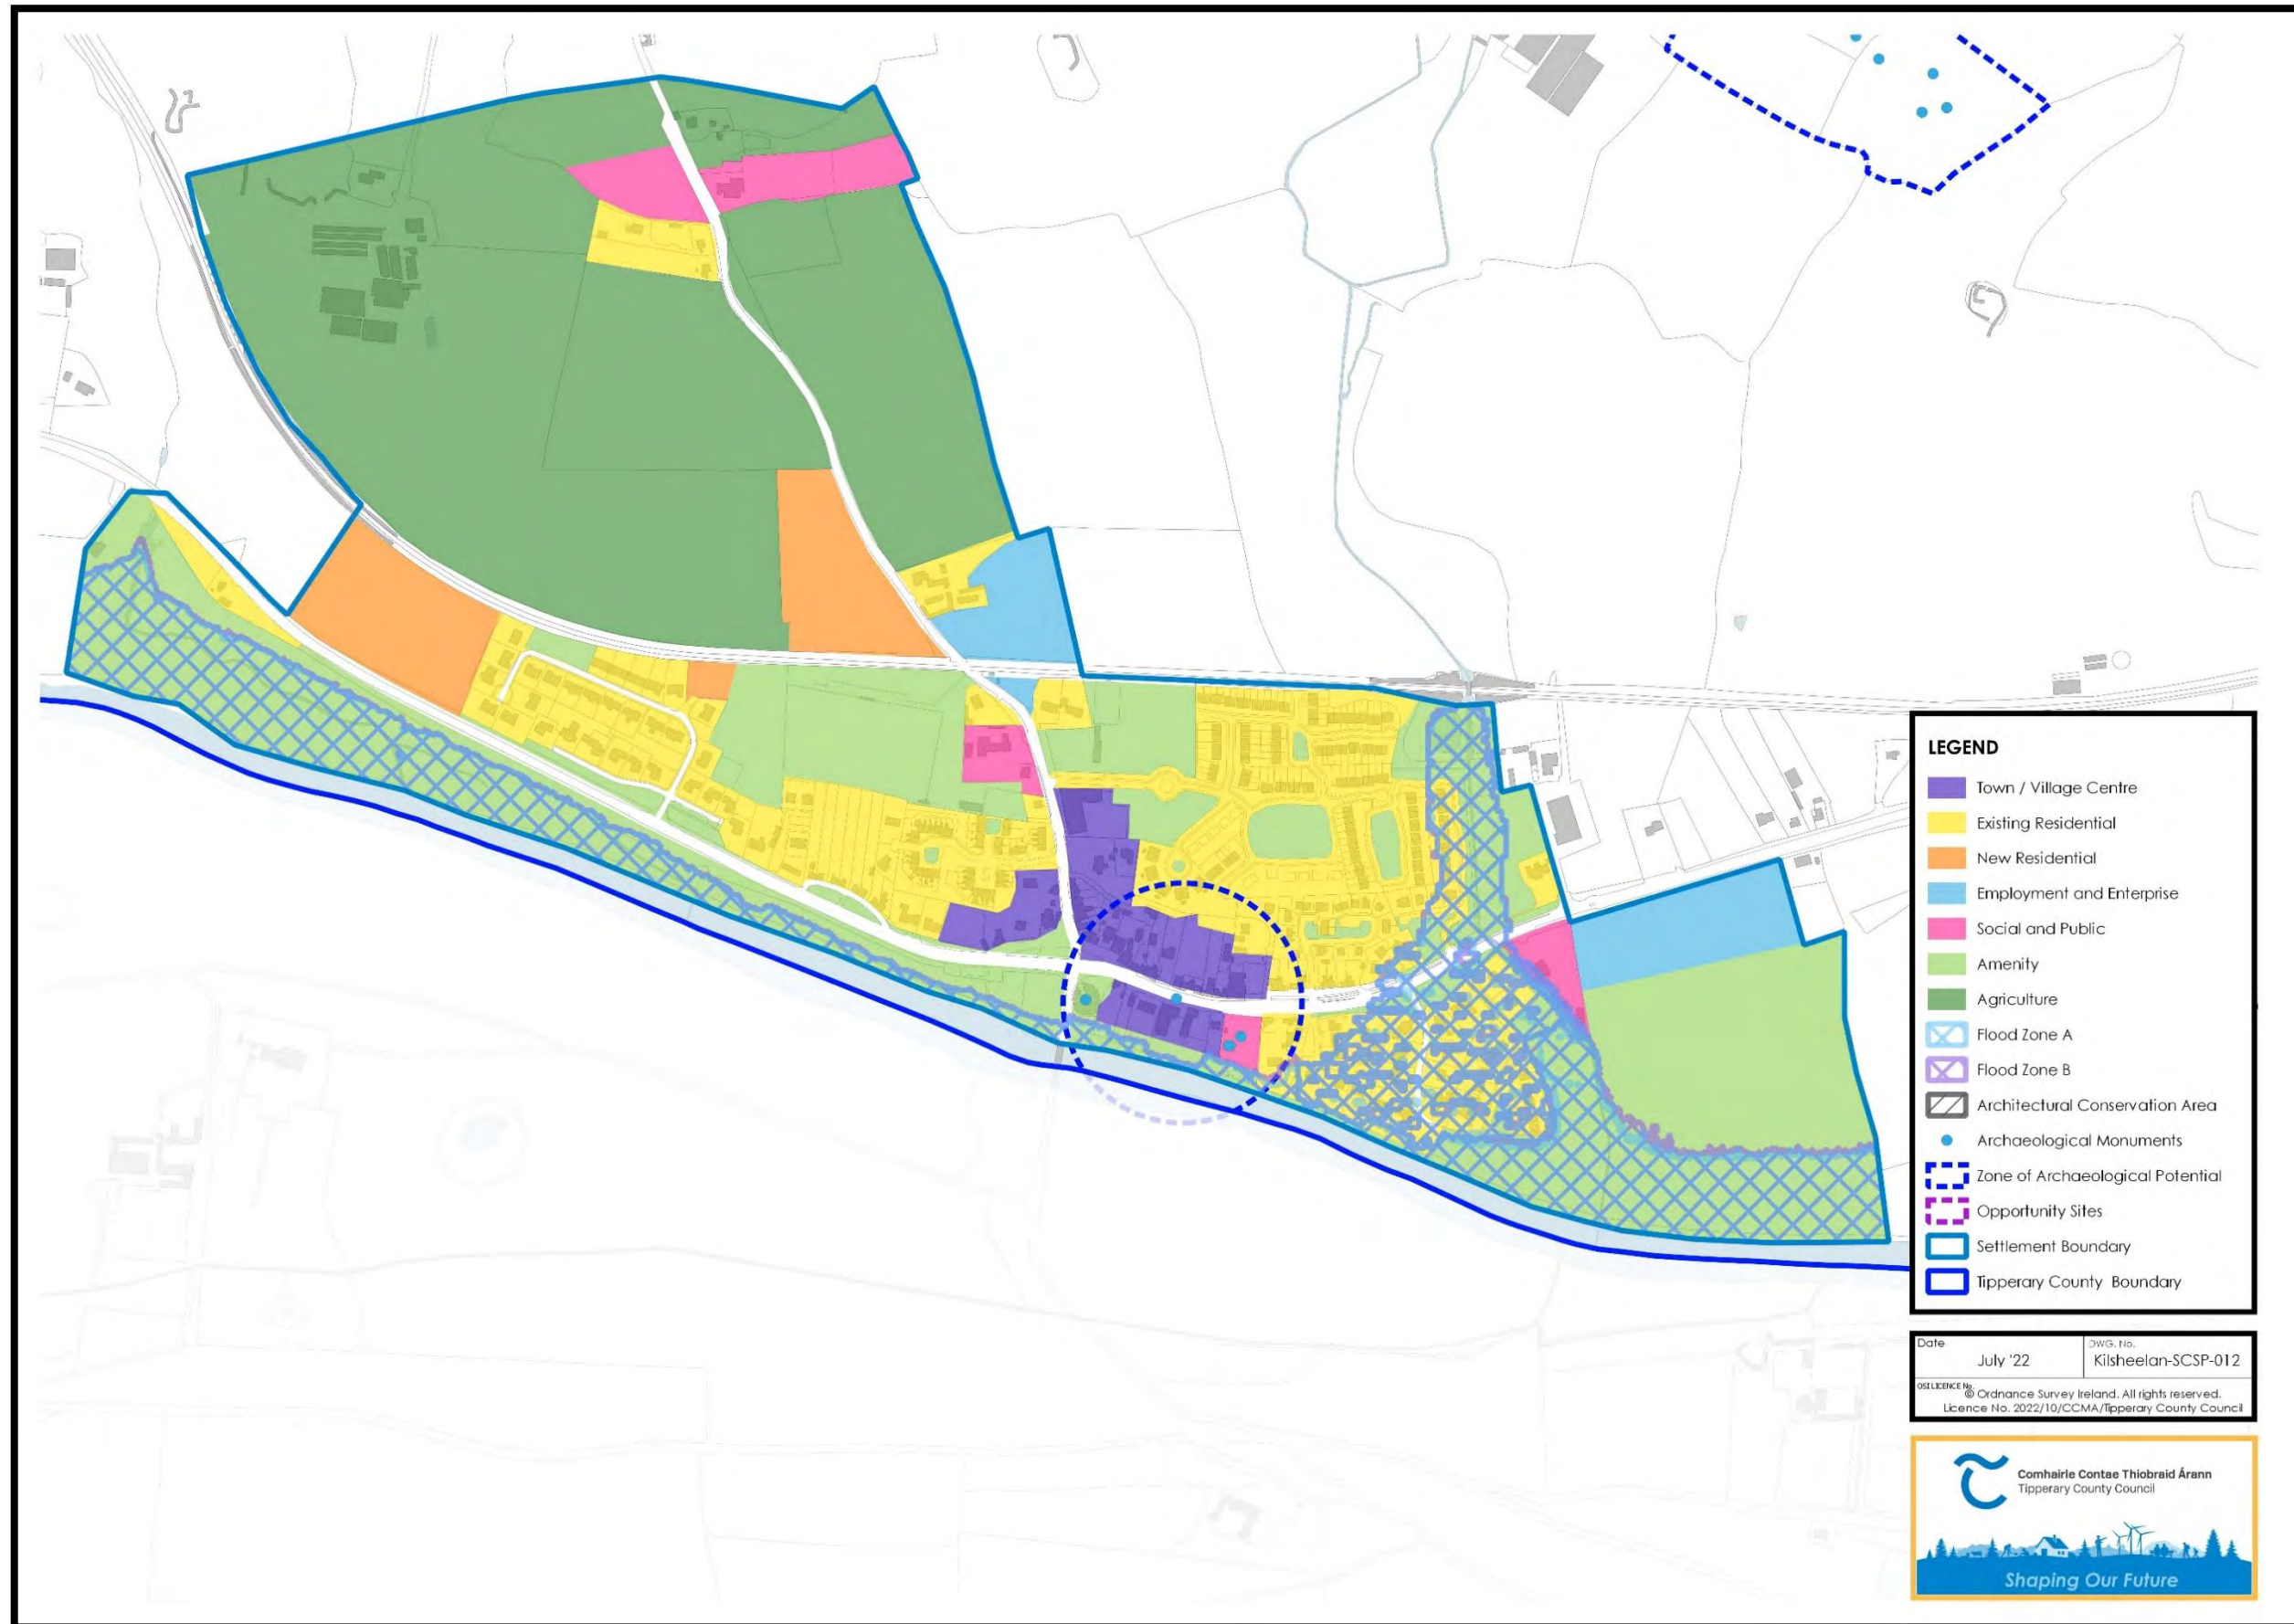 LEGEND
Town / Village Centre
Existing Residential
New Residential
Employment and Enterprise
Social and Public
Amenity
Agriculture
Flood Zone A
Flood Zone B
Architectural Conservation Area
Archaeological Monuments
Zone of Archaeological Potential
Opportunity Sites
Settlement Boundary
Tipperary County Boundary
Date
July '22
DWG. No.
Kilsheelan-SCSP-012
OSI LICENCE No
© Ordnance Survey Ireland. All rights reserved.
Licence No. 2022/10/CCMA/Tipperary County Council
Comhairle Contae Thiobraid Árann
Tipperary County Council
Shaping Our Future